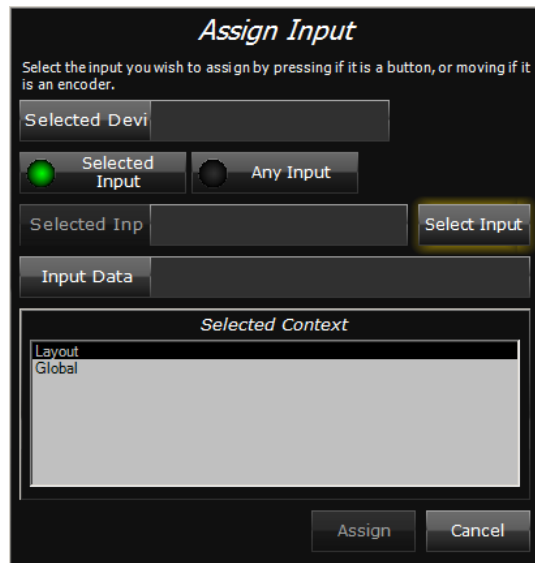 Assign Input
Select the input you wish to assign by pressing if it is a button, or moving if it
is an encoder.
Selected Devi
Selected
Input
Any Input
Selected Inp
Select Input
Input Data
Selected Context
Layout
Global
Assign
Cancel